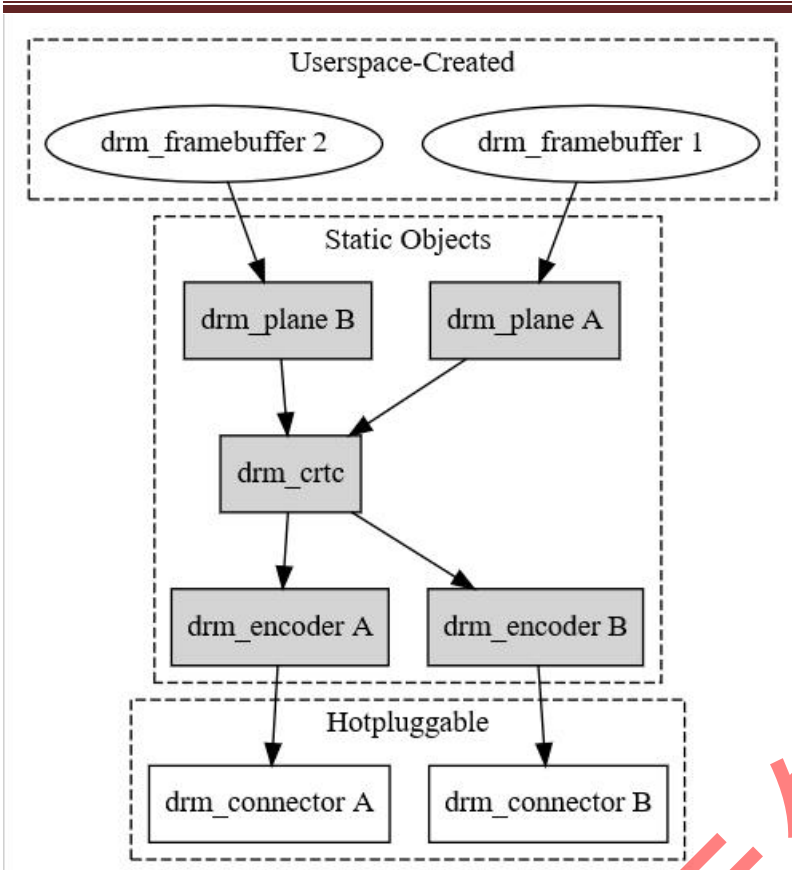 Userspace-Created
drm_framebuffer 2 drm_framebuffer 1
Static Objects
drm_plane B drm_plane A
drm_crtc
drm_encoder A drm_encoder B
Hotpluggable
drm_connector A drm_connector B